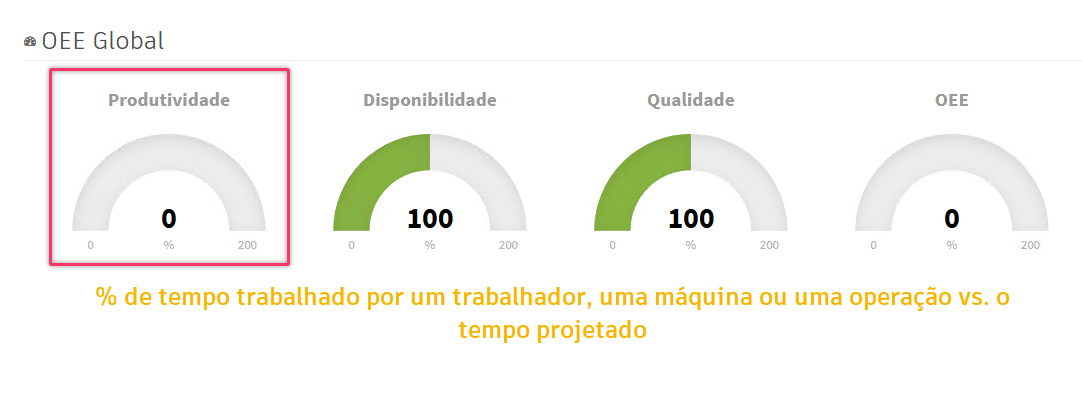 OEE Global
Produtividade
Disponibilidade
Qualidade
OEE
0
100
100
0
0 % 200
0 % 200
0 % 200
0 % 200
% de tempo trabalhado por um trabalhador, uma máquina ou uma operação vs. o
tempo projetado